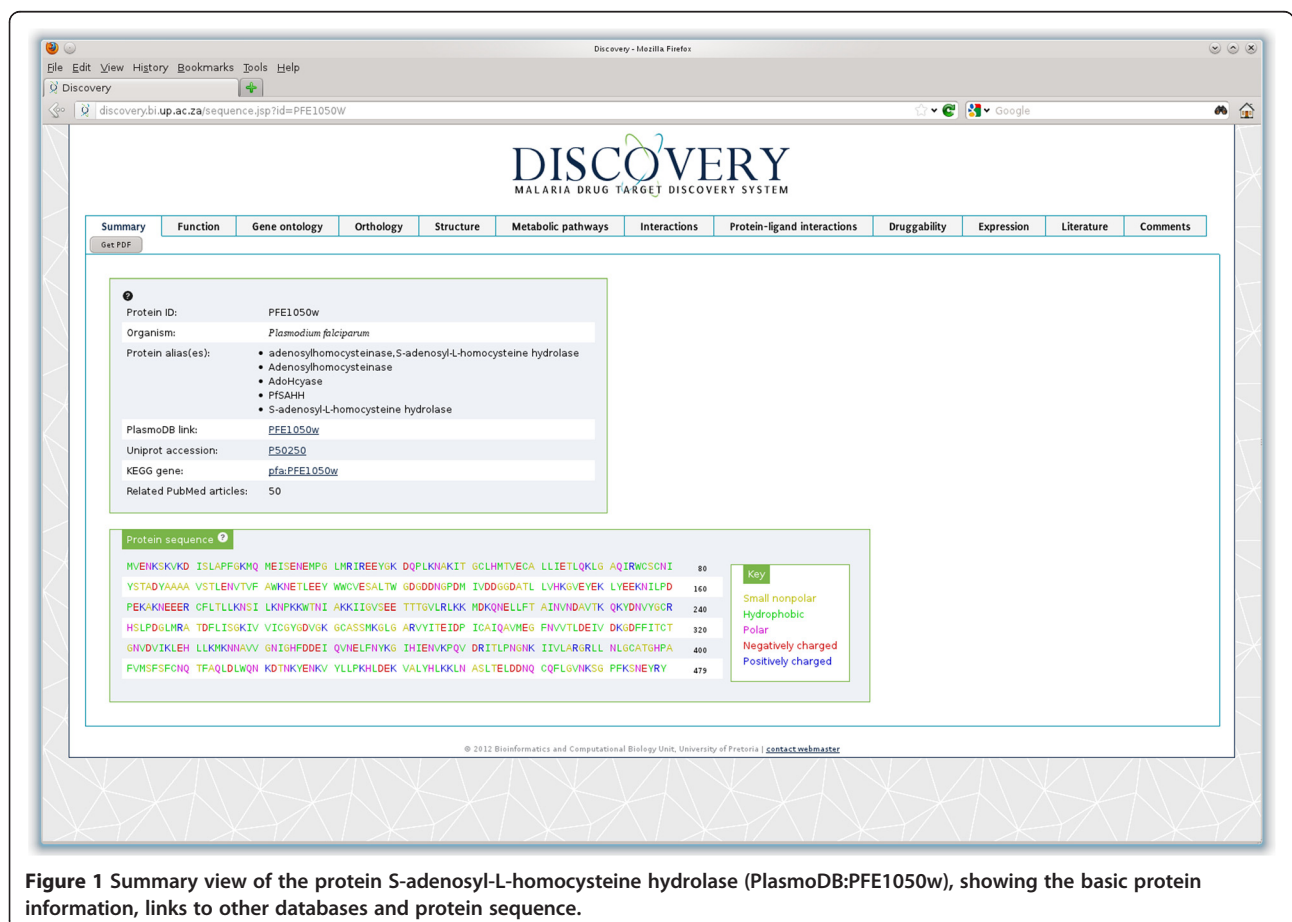 Discovery - Mozilla Firefox
File Edit View History Bookmarks Tools Help
Discovery
discovery.bi.up.ac.za/sequence.jsp?id=PFE1050W
Google
DISCOVERY
MALARIA DRUG TARGET DISCOVERY SYSTEM
Summary Function Gene ontology Orthology Structure Metabolic pathways Interactions Protein-ligand interactions Druggability Expression Literature Comments
Get PDF
Protein ID: PFE1050w
Organism: Plasmodium falciparum
Protein alias(es): • adenosylhomocysteinase,S-adenosyl-L-homocysteine hydrolase
• Adenosylhomocysteinase
• AdoHcyase
• PfSAHH
• S-adenosyl-L-homocysteine hydrolase
PlasmoDB link: PFE1050w
Uniprot accession: P50250
KEGG gene: pfa:PFE1050w
Related PubMed articles: 50
Protein sequence
MVENKSKVKD ISLAPFGKMQ MEISENEMPG LMRIREEYGK DQPLKNAKIT GCLHMTVECA LLIETLQKLG AQIRWCSCNI 80
YSTADYAAAA VSTLENVTVF AWKNETLEEY WWCVESALTW GDGDDNGPDM IVDDGGDATL LVHKGVEYEK LYEEKNILPD 160
PEKAKNEEER CFLTLLKNSI LKNPKKWTNI AKKIIGVSEE TTTGVLRLKK MDKQNELLFT AINVNDAVTK QKYDNVYGCR 240
HSLPDGLMRA TDFLISGKIV VICGYGDVGK GCASSMKGLG ARVYITEIDP ICAIQAVMEG FNVVTLDEIV DKGDFFITCT 320
GNVDVIKLEH LLKMKNNAVV GNIGHFDDEI QVNELFNYKG IHIENVKPQV DRITLPNGNK IIVLARGRLL NLGCATGHPA 400
FVMSFSFCNQ TFAQLDLWQN KDTNKYENKV YLLPKHLDEK VALYHLKKLN ASLTELDDNQ CQFLGVNKSG PFKSNEYRY 479
Key
Small nonpolar
Hydrophobic
Polar
Negatively charged
Positively charged
© 2012 Bioinformatics and Computational Biology Unit, University of Pretoria | contact webmaster
Figure 1 Summary view of the protein S-adenosyl-L-homocysteine hydrolase (PlasmoDB:PFE1050w), showing the basic protein
information, links to other databases and protein sequence.